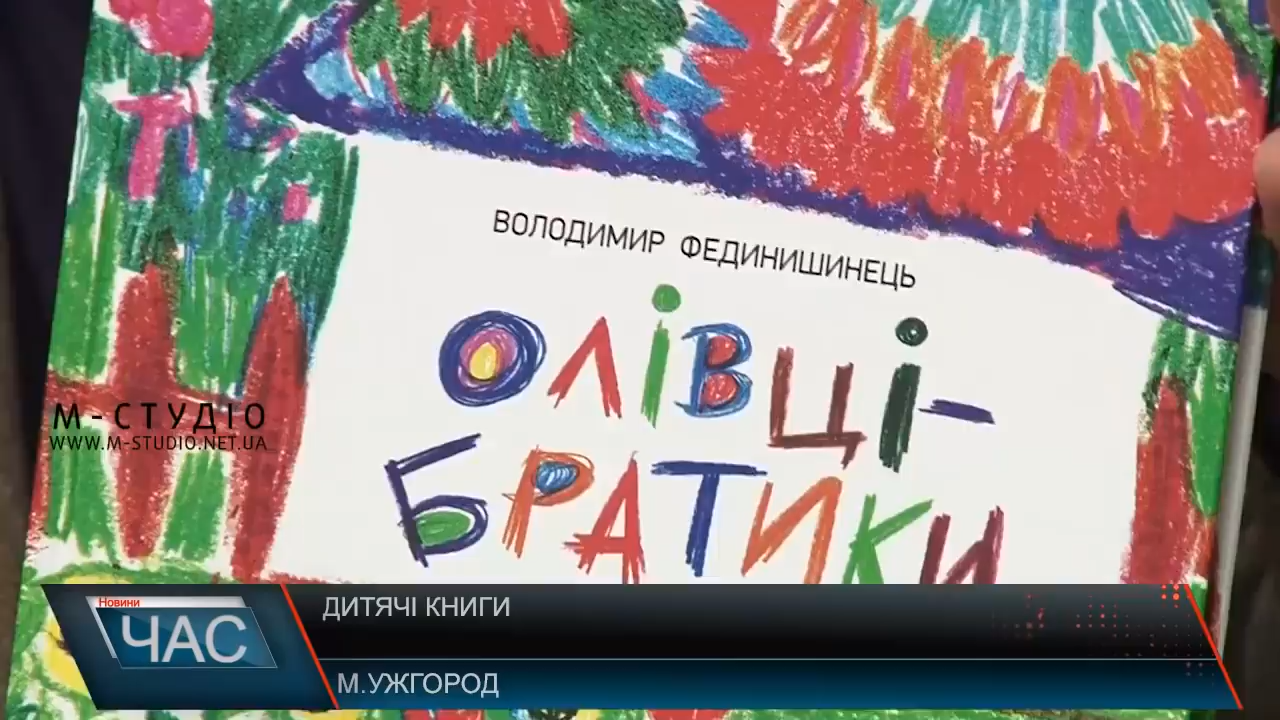 ВОЛОДИМИР ФЕДИНИШИНЕЦЬ
ОЛІВЦІ-
БРАТИКИ
М-СТУДІО
WWW.M-STUDIO.NET.UA
Новини
ЧАС
ДИТЯЧІ КНИГИ
М.УЖГОРОД